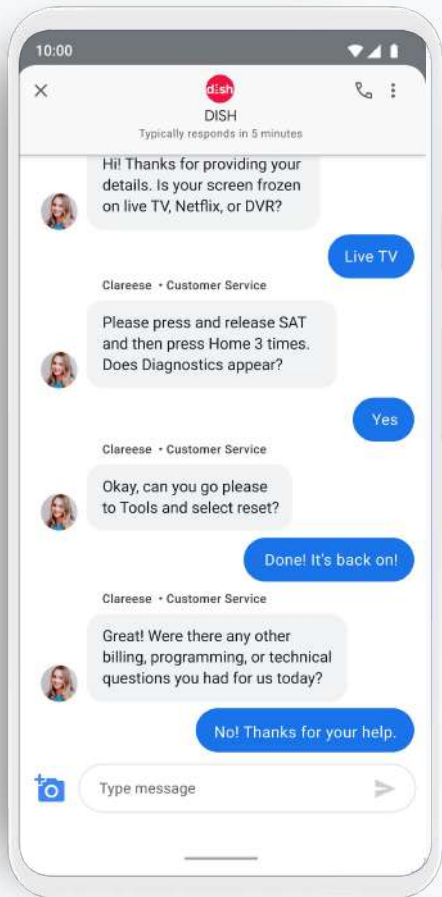 10:00
dish
DISH
Typically responds in 5 minutes
Hi! Thanks for providing your
details. Is your screen frozen
on live TV, Netflix, or DVR?
Live TV
Clareese • Customer Service
Please press and release SAT
and then press Home 3 times.
Does Diagnostics appear?
Yes
Clareese • Customer Service
Okay, can you go please
to Tools and select reset?
Done! It's back on!
Clareese • Customer Service
Great! Were there any other
billing, programming, or technical
questions you had for us today?
No! Thanks for your help.
Type message